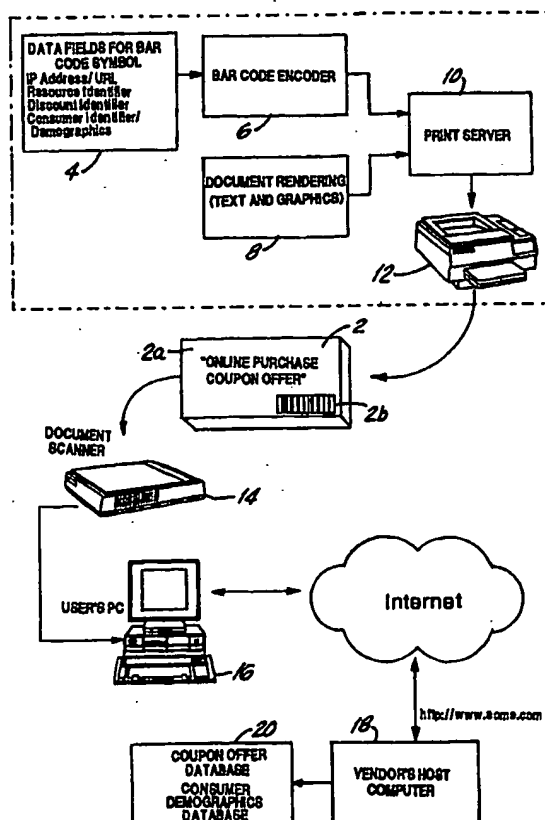 DATA FIELDS FOR BAR
CODE SYMBOL
IP Address/ URL
Resource Identifier
Discount Identifier
Consumer Identifier/
Demographics
4
BAR CODE ENCODER
6
DOCUMENT RENDERING
(TEXT AND GRAPHICS)
8
10
PRINT SERVER
12
2
2a
"ONLINE PURCHASE
COUPON OFFER"
2b
DOCUMENT
SCANNER
14
USER'S PC
16
Internet
http://www.acme.com
20
COUPON OFFER
DATABASE
CONSUMER
DEMOGRAPHICS
DATABASE
18
VENDOR'S HOST
COMPUTER